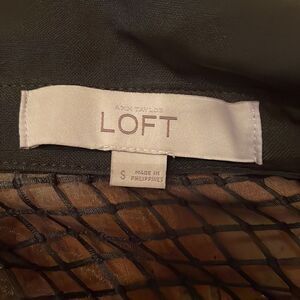 ANN TAYLOR
LOFT
S
MADE IN
PHILIPPINES